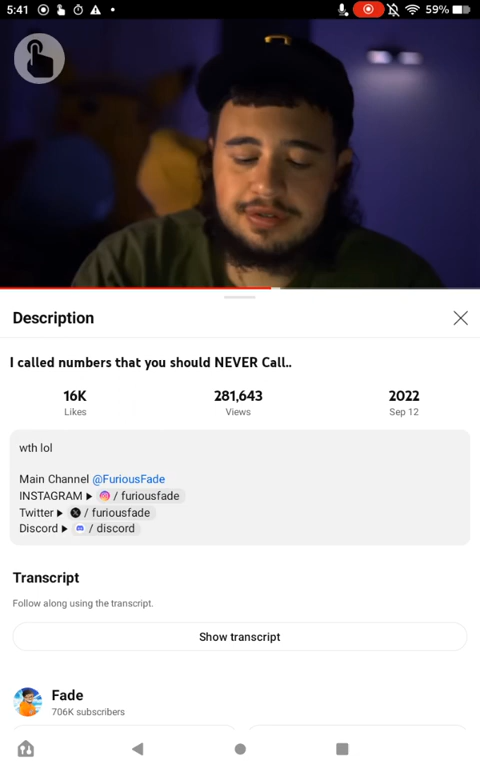 5:41
59%
Description
I called numbers that you should NEVER Call..
16K 281,643 2022
Likes Views Sep 12
wth lol
Main Channel @FuriousFade
INSTAGRAM ▶ / furiousfade
Twitter ▶ X / furiousfade
Discord ▶ / discord
Transcript
Follow along using the transcript.
Show transcript
Fade
706K subscribers